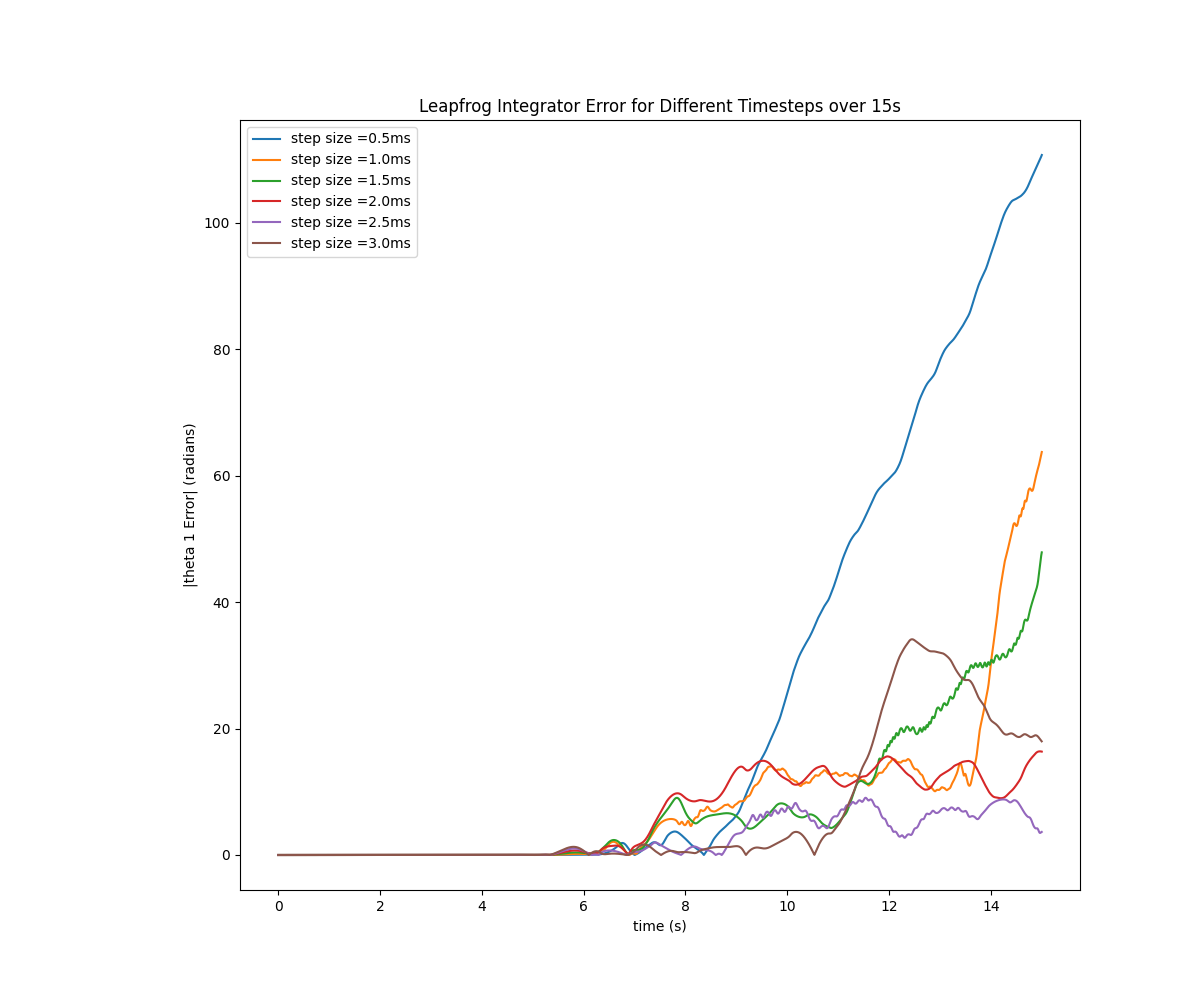 Leapfrog Integrator Error for Different Timesteps over 15s
step size =0.5ms
step size =1.0ms
step size =1.5ms
step size =2.0ms
step size =2.5ms
step size =3.0ms
100
80
60
40
20
0
|theta 1 Error| (radians)
0 2 4 6 8 10 12 14
time (s)